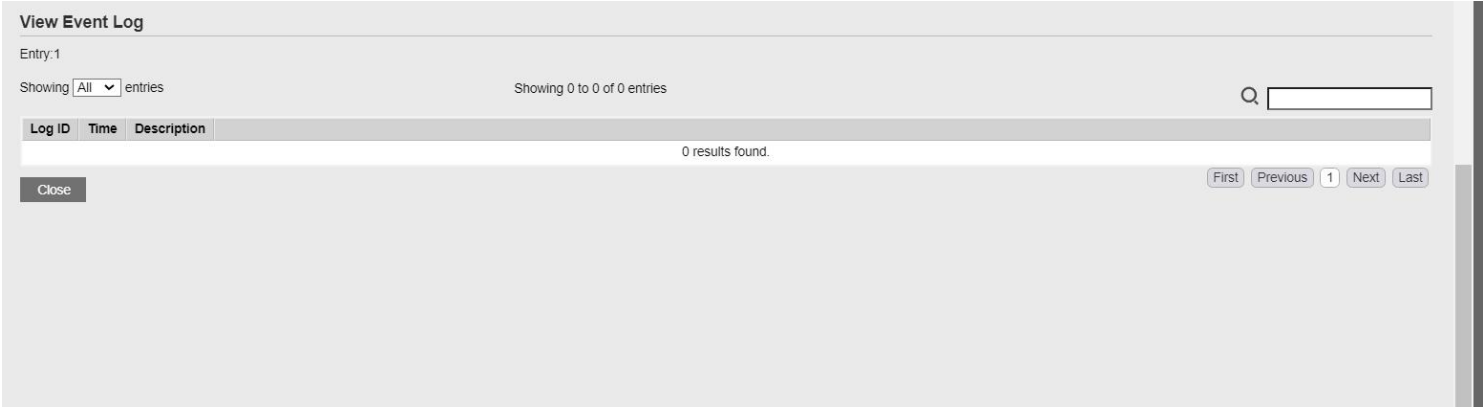 View Event Log
Entry:1
Showing All entries
Showing 0 to 0 of 0 entries
Log ID Time Description
0 results found.
First Previous 1 Next Last
Close